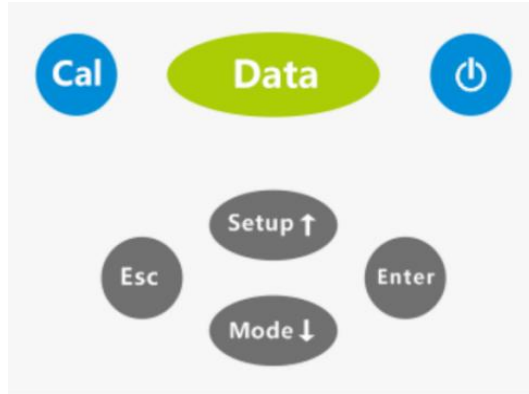 Cal
Data
Setup ↑
Esc
Enter
Mode ↓